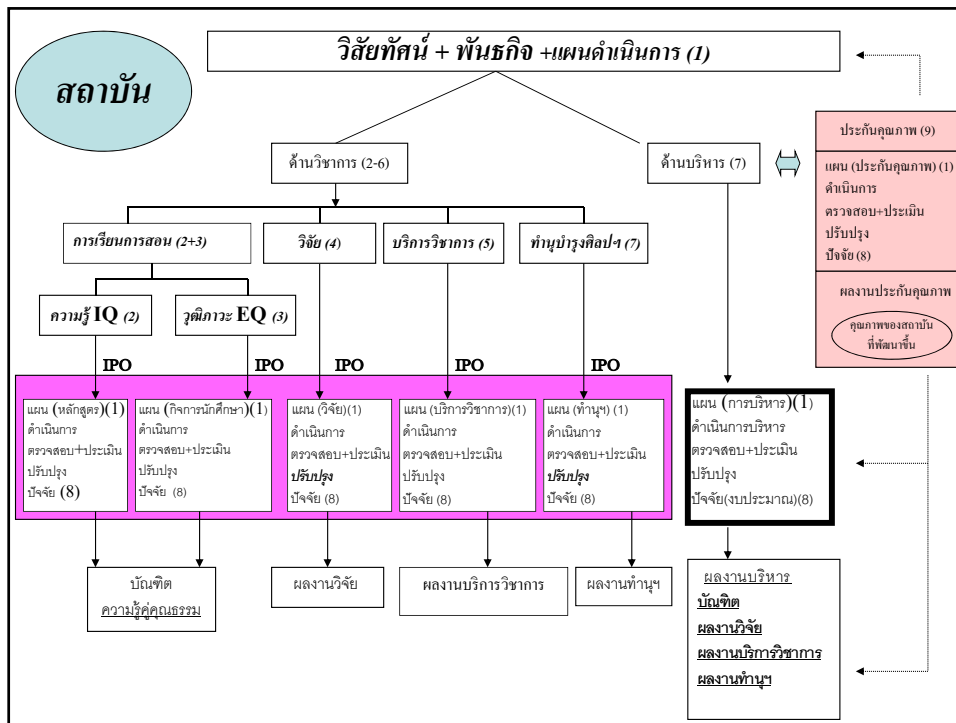 วิสัยทัศน์ + พันธกิจ +แผนดำเนินการ (1)
สถาบัน
ด้านวิชาการ (2-6)
ด้านบริหาร (7)
ประกันคุณภาพ (9)
แผน (ประกันคุณภาพ) (1)
ดำเนินการ
ตรวจสอบ+ประเมิน
ปรับปรุง
ปัจจัย (8)
ผลงานประกันคุณภาพ
คุณภาพของสถาบัน
ที่พัฒนาขึ้น
การเรียนการสอน (2+3)
วิจัย (4)
บริการวิชาการ (5)
ทำนุบำรุงศิลปฯ (7)
ความรู้ IQ (2)
วุฒิภาวะ EQ (3)
IPO
IPO
IPO
IPO
IPO
แผน (หลักสูตร)(1)
ดำเนินการ
ตรวจสอบ+ประเมิน
ปรับปรุง
ปัจจัย (8)
แผน (กิจการนักศึกษา)(1)
ดำเนินการ
ตรวจสอบ+ประเมิน
ปรับปรุง
ปัจจัย (8)
แผน (วิจัย)(1)
ดำเนินการ
ตรวจสอบ+ประเมิน
ปรับปรุง
ปัจจัย (8)
แผน (บริการวิชาการ)(1)
ดำเนินการ
ตรวจสอบ+ประเมิน
ปรับปรุง
ปัจจัย (8)
แผน (ทำนุฯ) (1)
ดำเนินการ
ตรวจสอบ+ประเมิน
ปรับปรุง
ปัจจัย (8)
แผน (การบริหาร)(1)
ดำเนินการบริหาร
ตรวจสอบ+ประเมิน
ปรับปรุง
ปัจจัย(งบประมาณ)(8)
บัณฑิต
ความรู้คู่คุณธรรม
ผลงานวิจัย
ผลงานบริการวิชาการ
ผลงานทำนุฯ
ผลงานบริหาร
บัณฑิต
ผลงานวิจัย
ผลงานบริการวิชาการ
ผลงานทำนุฯ